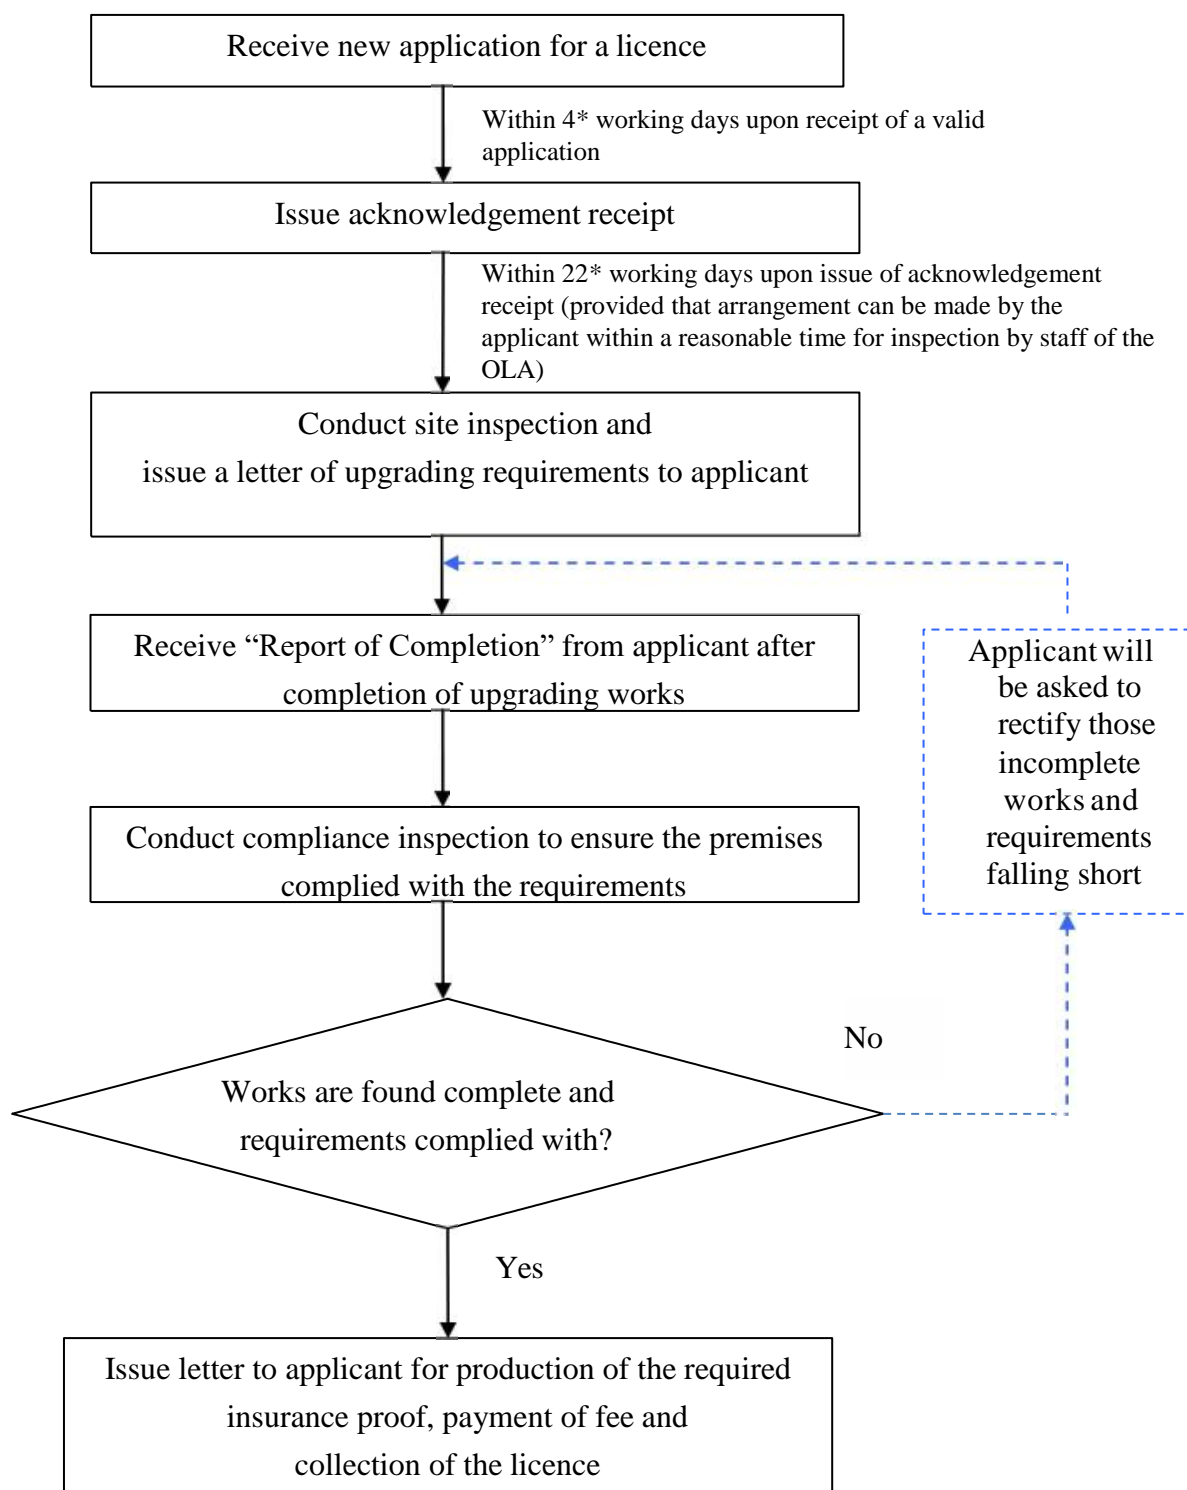 Receive new application for a licence
Within 4* working days upon receipt of a valid
application
Issue acknowledgement receipt
Within 22* working days upon issue of acknowledgement
receipt (provided that arrangement can be made by the
applicant within a reasonable time for inspection by staff of the
OLA)
Conduct site inspection and
issue a letter of upgrading requirements to applicant
Receive “Report of Completion” from applicant after
completion of upgrading works
Applicant will
be asked to
rectify those
incomplete
works and
requirements
falling short
Conduct compliance inspection to ensure the premises
complied with the requirements
No
Works are found complete and
requirements complied with?
Yes
Issue letter to applicant for production of the required
insurance proof, payment of fee and
collection of the licence